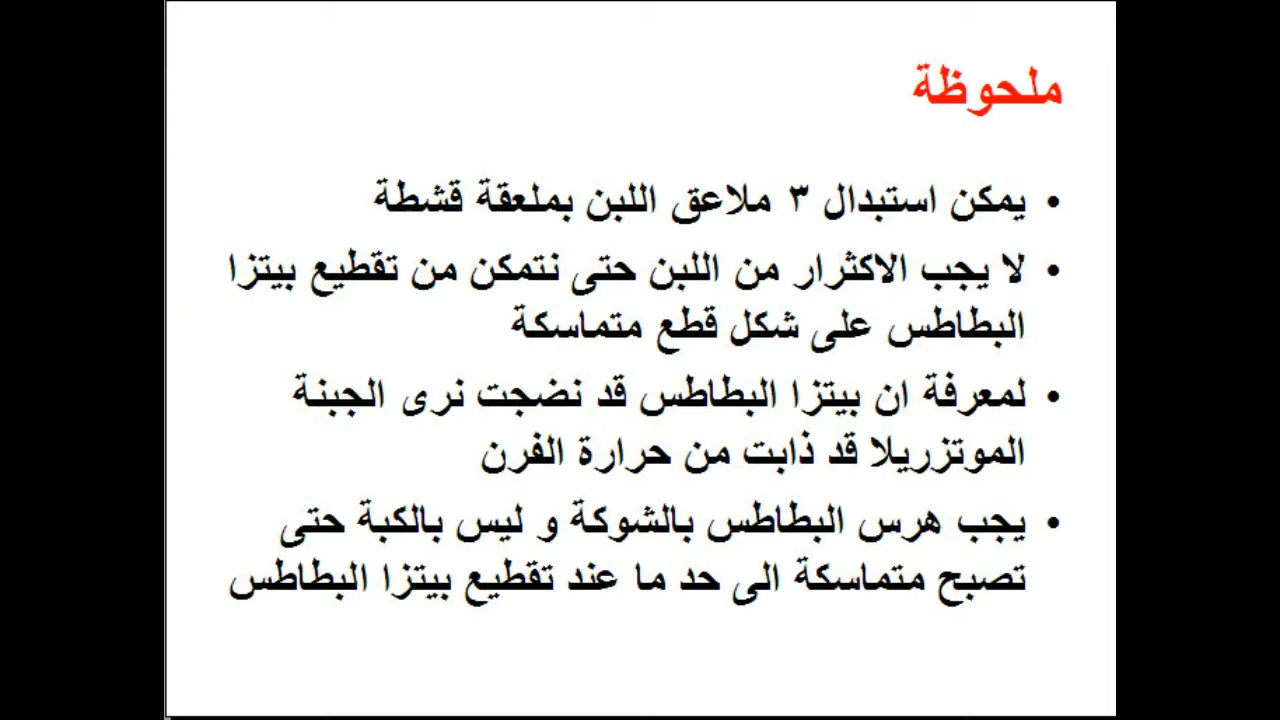 ملحوظة
• يمكن استبدال ٣ ملاعق اللبن بملعقة قشطة
• لا يجب الاكثرار من اللبن حتى نتمكن من تقطيع بيتزا
البطاطس على شكل قطع متماسكة
• لمعرفة ان بيتزا البطاطس قد نضجت نرى الجبنة
الموتزريلا قد ذابت من حرارة الفرن
• يجب هرس البطاطس بالشوكة و ليس بالكبة حتى
تصبح متماسكة الى حد ما عند تقطيع بيتزا البطاطس